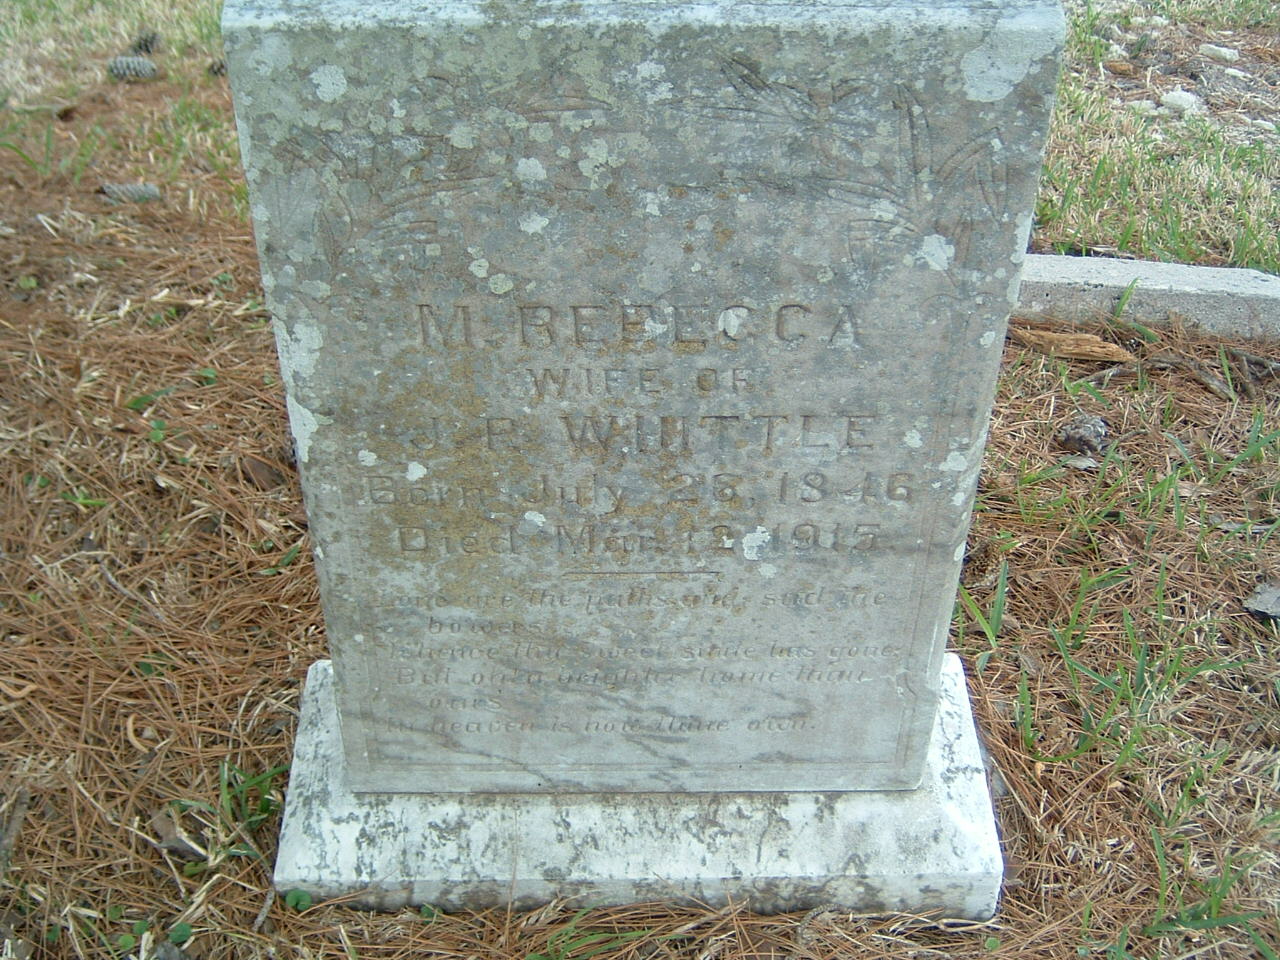 M. REBECCA
WIFE OF
J. P. WHITTLE
Born July 26, 1846
Died Mar. 12, 1915
Lone are the paths and sad the
bowers
Whence thy sweet smile has gone;
But oh, a brighter home than
ours
In heaven is now thine own.